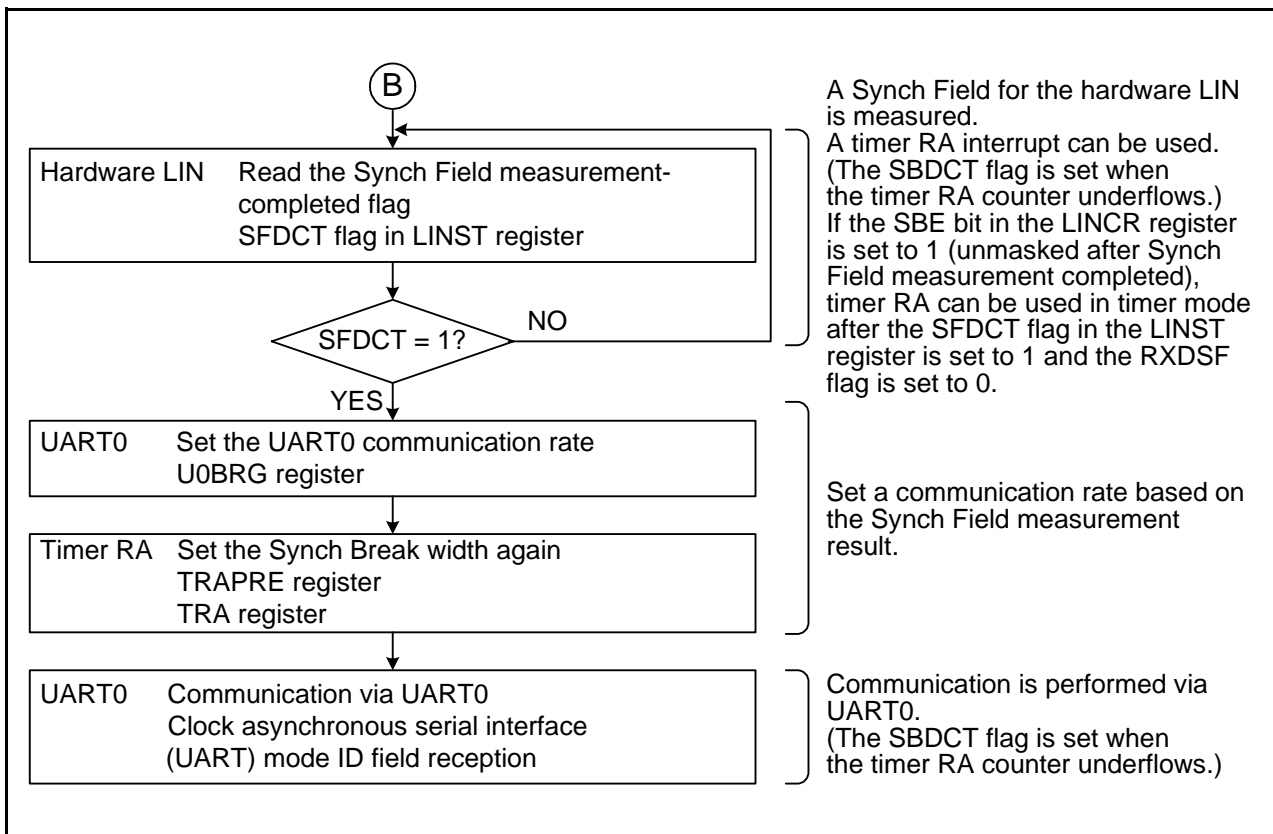 B
Hardware LIN Read the Synch Field measurement-
completed flag
SFDCT flag in LINST register
SFDCT = 1?
NO
YES
A Synch Field for the hardware LIN
is measured.
A timer RA interrupt can be used.
(The SBDCT flag is set when
the timer RA counter underflows.)
If the SBE bit in the LINCR register
is set to 1 (unmasked after Synch
Field measurement completed),
timer RA can be used in timer mode
after the SFDCT flag in the LINST
register is set to 1 and the RXDSF
flag is set to 0.
UART0 Set the UART0 communication rate
U0BRG register
Timer RA Set the Synch Break width again
TRAPRE register
TRA register
Set a communication rate based on
the Synch Field measurement
result.
UART0 Communication via UART0
Clock asynchronous serial interface
(UART) mode ID field reception
Communication is performed via
UART0.
(The SBDCT flag is set when
the timer RA counter underflows.)